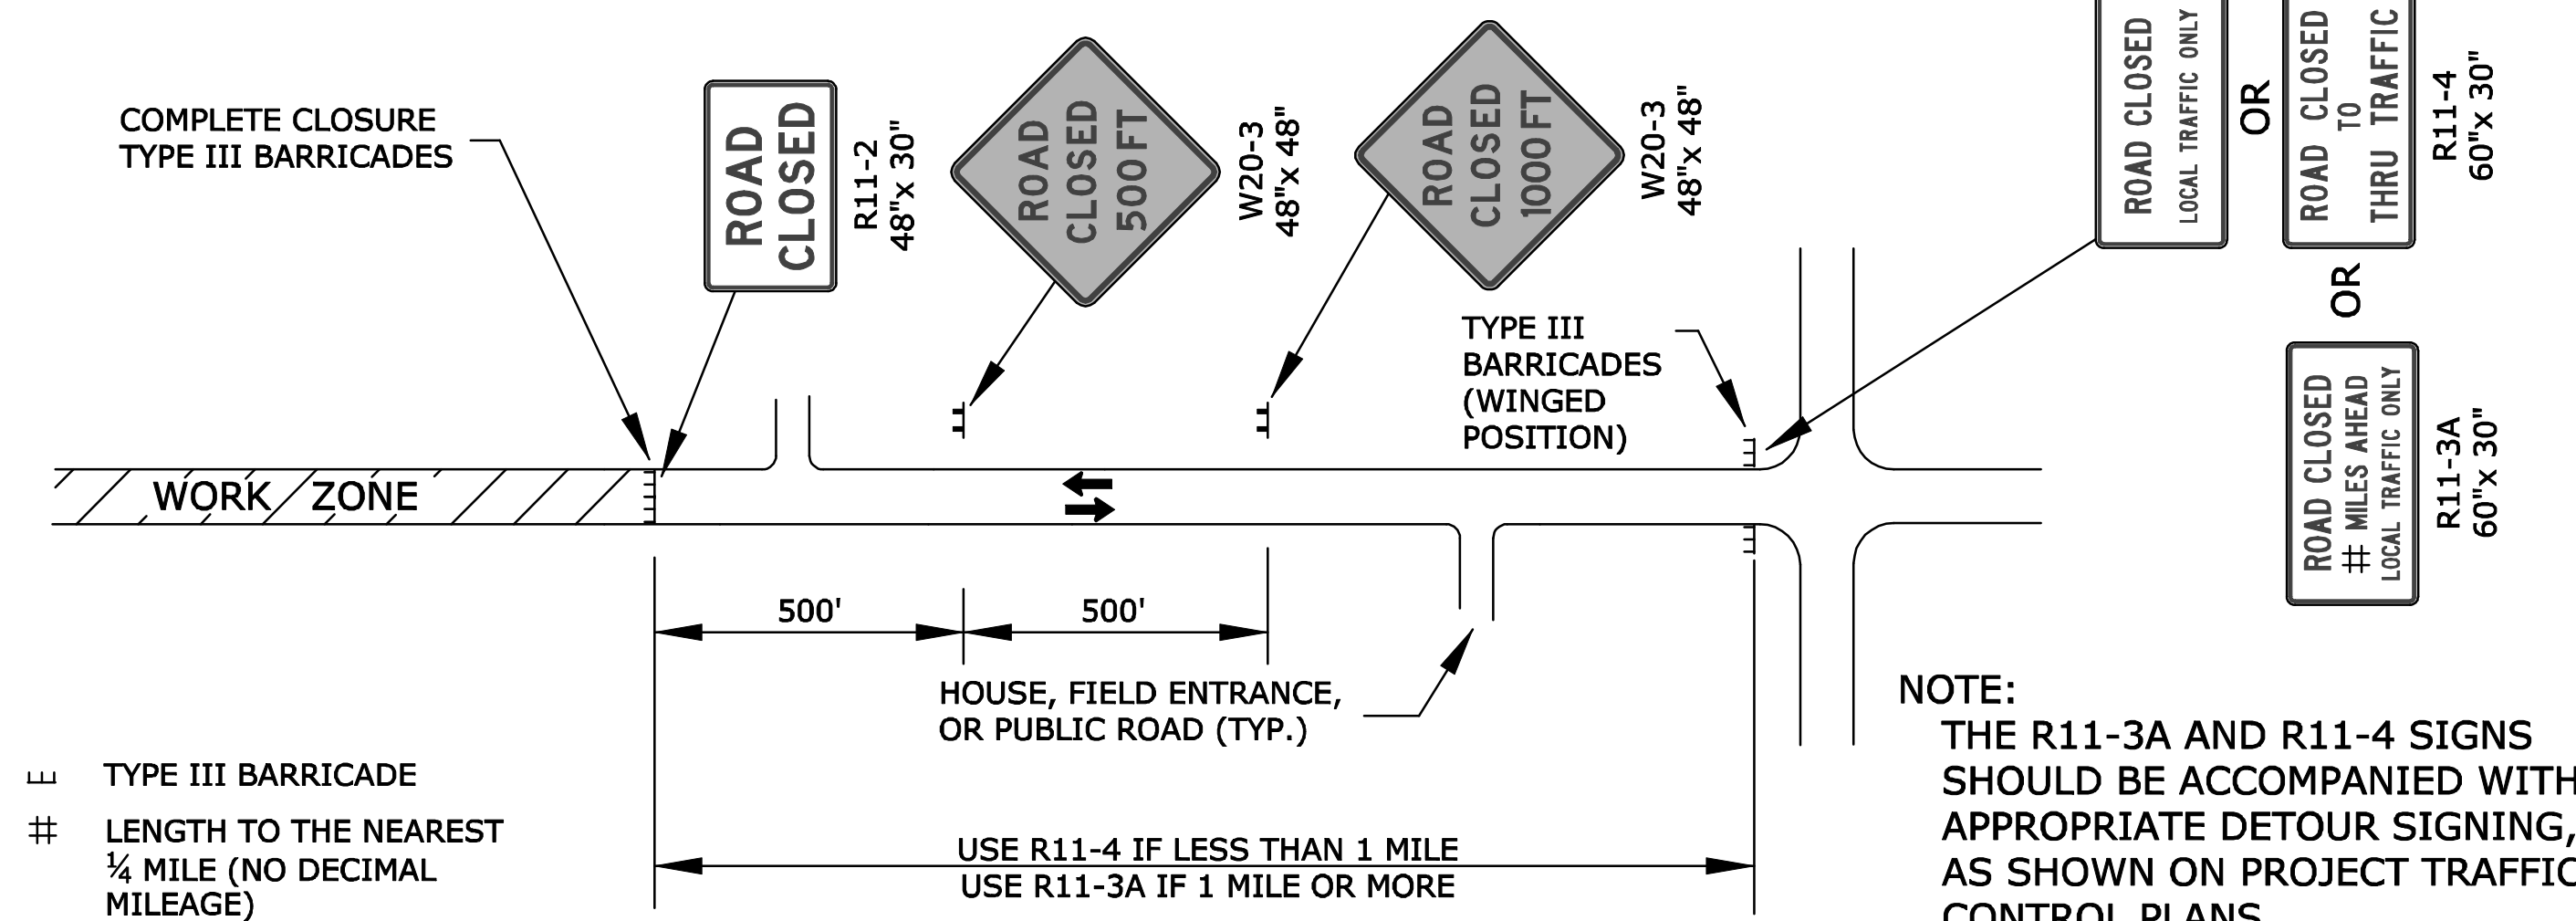 COMPLETE CLOSURE
TYPE III BARRICADES
ROAD
CLOSED
R11-2
48"x 30"
ROAD
CLOSED
500 FT
W20-3
48"x 48"
ROAD
CLOSED
1000 FT
W20-3
48"x 48"
ROAD CLOSED
LOCAL TRAFFIC ONLY
OR
ROAD CLOSED
TO
THRU TRAFFIC
R11-4
60"x 30"
OR
ROAD CLOSED
# MILES AHEAD
LOCAL TRAFFIC ONLY
R11-3A
60"x 30"
TYPE III
BARRICADES
(WINGED
POSITION)
WORK ZONE
500'
500'
HOUSE, FIELD ENTRANCE,
OR PUBLIC ROAD (TYP.)
TYPE III BARRICADE
# LENGTH TO THE NEAREST
¼ MILE (NO DECIMAL
MILEAGE)
USE R11-4 IF LESS THAN 1 MILE
USE R11-3A IF 1 MILE OR MORE
NOTE:
THE R11-3A AND R11-4 SIGNS
SHOULD BE ACCOMPANIED WITH
APPROPRIATE DETOUR SIGNING,
AS SHOWN ON PROJECT TRAFFIC
CONTROL PLANS